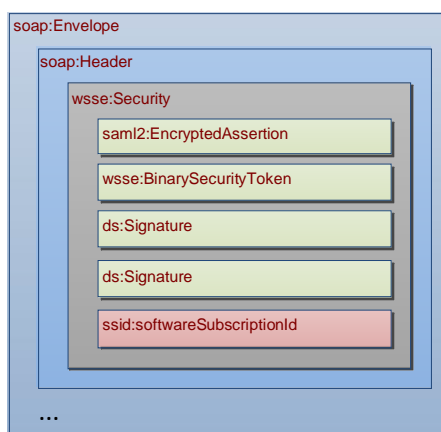 soap:Envelope
soap:Header
wsse:Security
saml2:EncryptedAssertion
wsse:BinarySecurityToken
ds:Signature
ds:Signature
ssid:softwareSubscriptionId
...